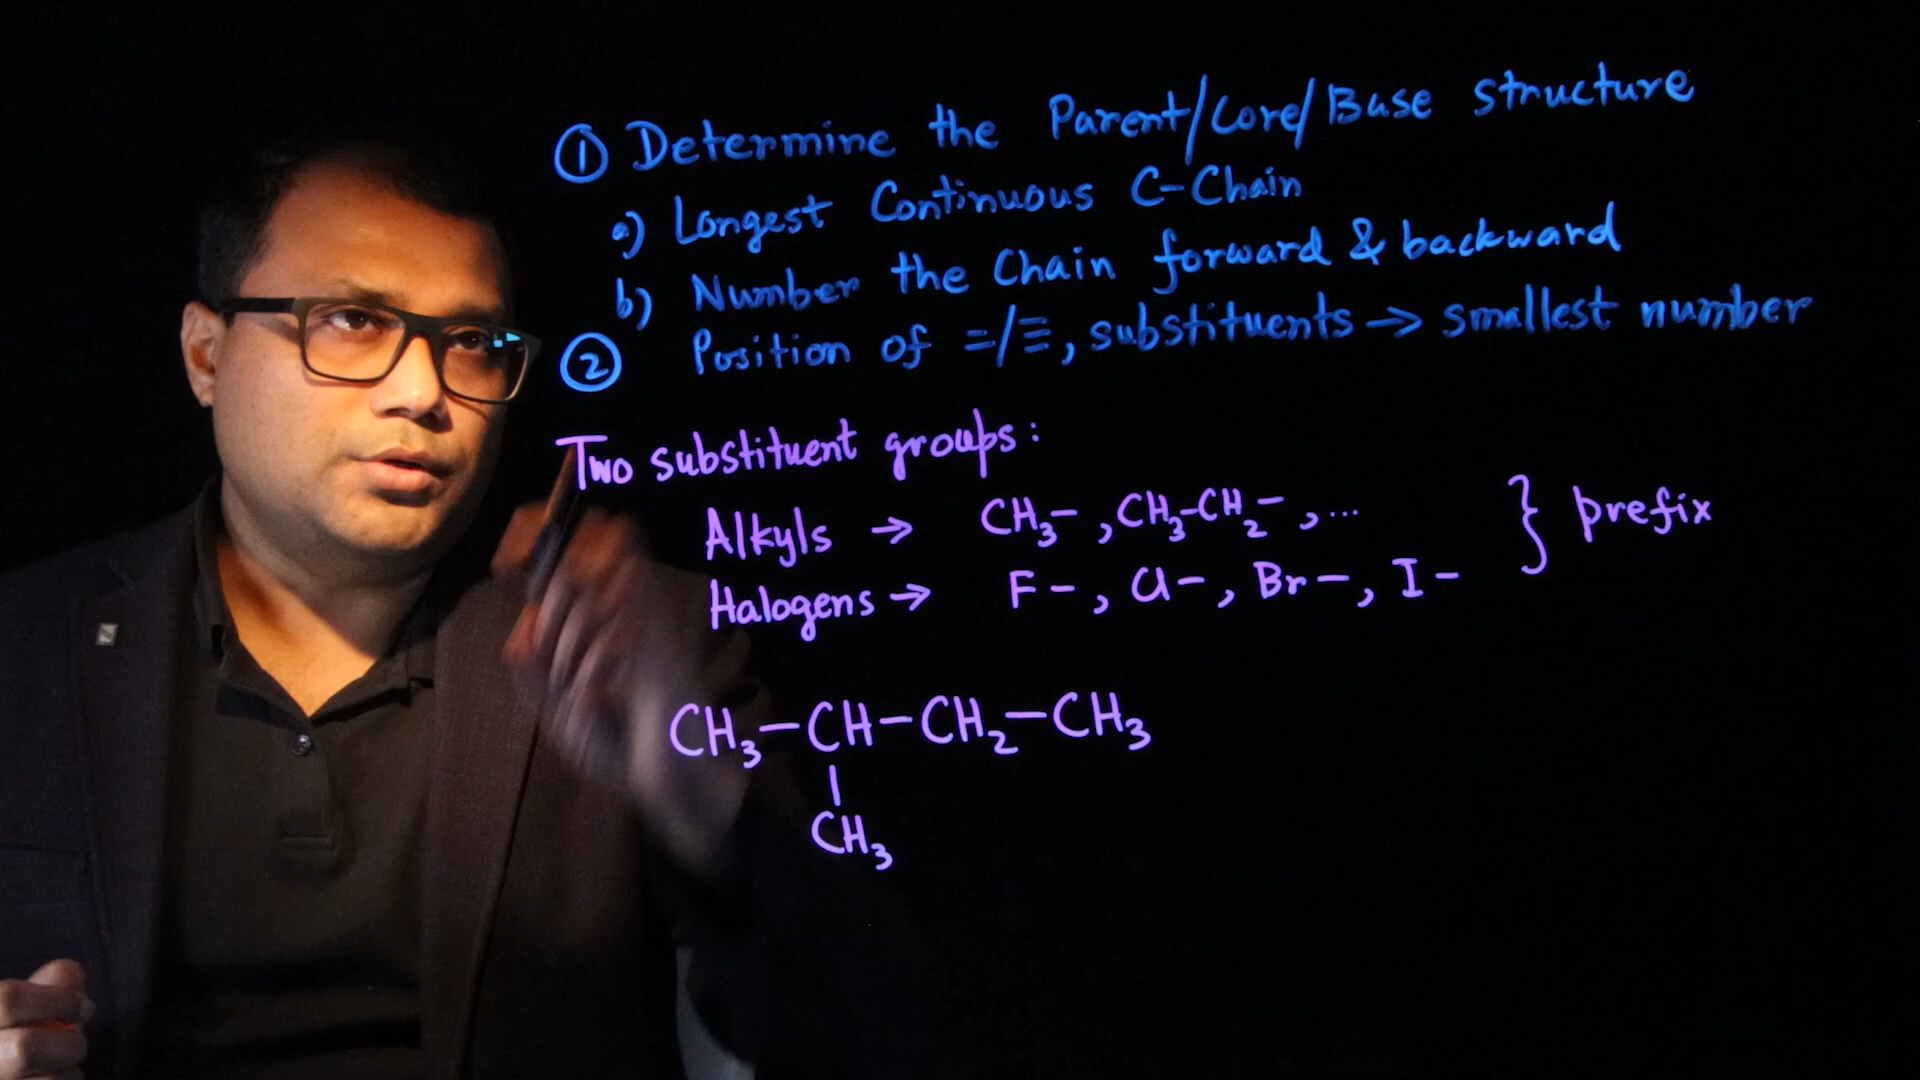 ① Determine the Parent/Core/Base structure
a) Longest Continuous C-Chain
b) Number the Chain forward & backward
② Position of =/≡, substituents → smallest number
Two substituent groups:
Alkyls → CH₃-, CH₃-CH₂-, ... } prefix
Halogens → F-, Cl-, Br-, I-
CH₃-CH-CH₂-CH₃
|
CH₃